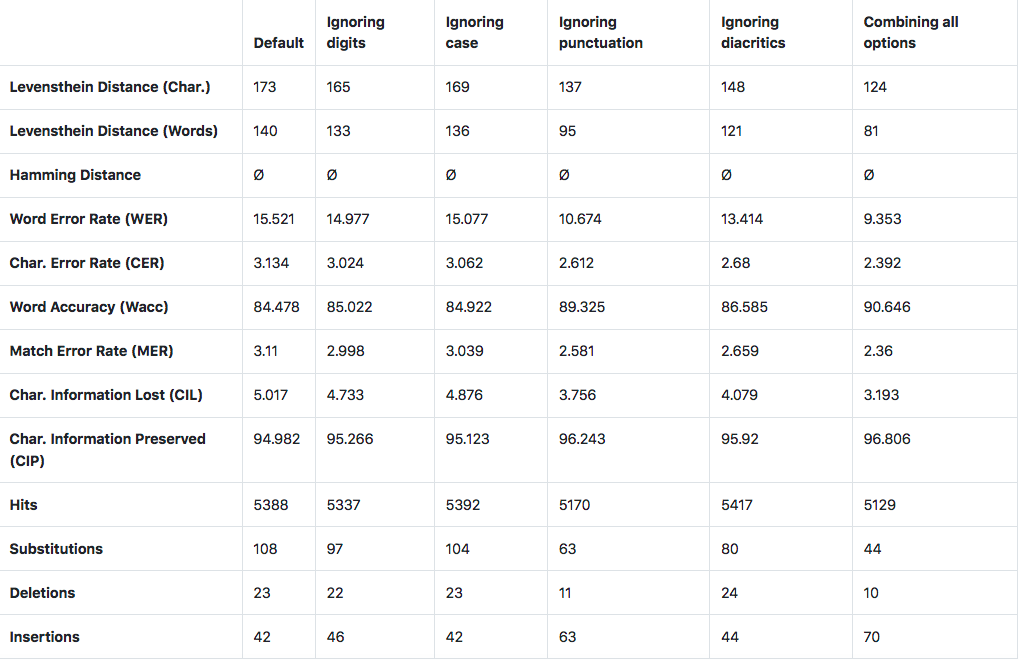 Default Ignoring digits Ignoring case Ignoring punctuation Ignoring diacritics Combining all options
Levensthein Distance (Char.) 173 165 169 137 148 124
Levensthein Distance (Words) 140 133 136 95 121 81
Hamming Distance Ø Ø Ø Ø Ø Ø
Word Error Rate (WER) 15.521 14.977 15.077 10.674 13.414 9.353
Char. Error Rate (CER) 3.134 3.024 3.062 2.612 2.68 2.392
Word Accuracy (Wacc) 84.478 85.022 84.922 89.325 86.585 90.646
Match Error Rate (MER) 3.11 2.998 3.039 2.581 2.659 2.36
Char. Information Lost (CIL) 5.017 4.733 4.876 3.756 4.079 3.193
Char. Information Preserved (CIP) 94.982 95.266 95.123 96.243 95.92 96.806
Hits 5388 5337 5392 5170 5417 5129
Substitutions 108 97 104 63 80 44
Deletions 23 22 23 11 24 10
Insertions 42 46 42 63 44 70